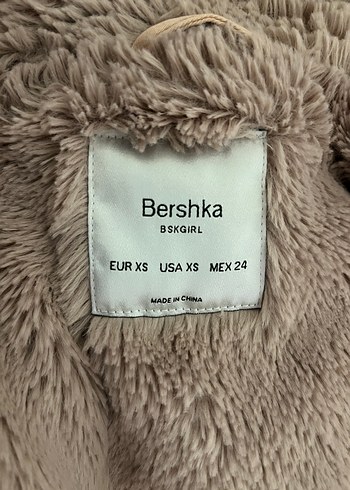 Bershka
BSKGIRL
EUR XS USA XS MEX 24
MADE IN CHINA